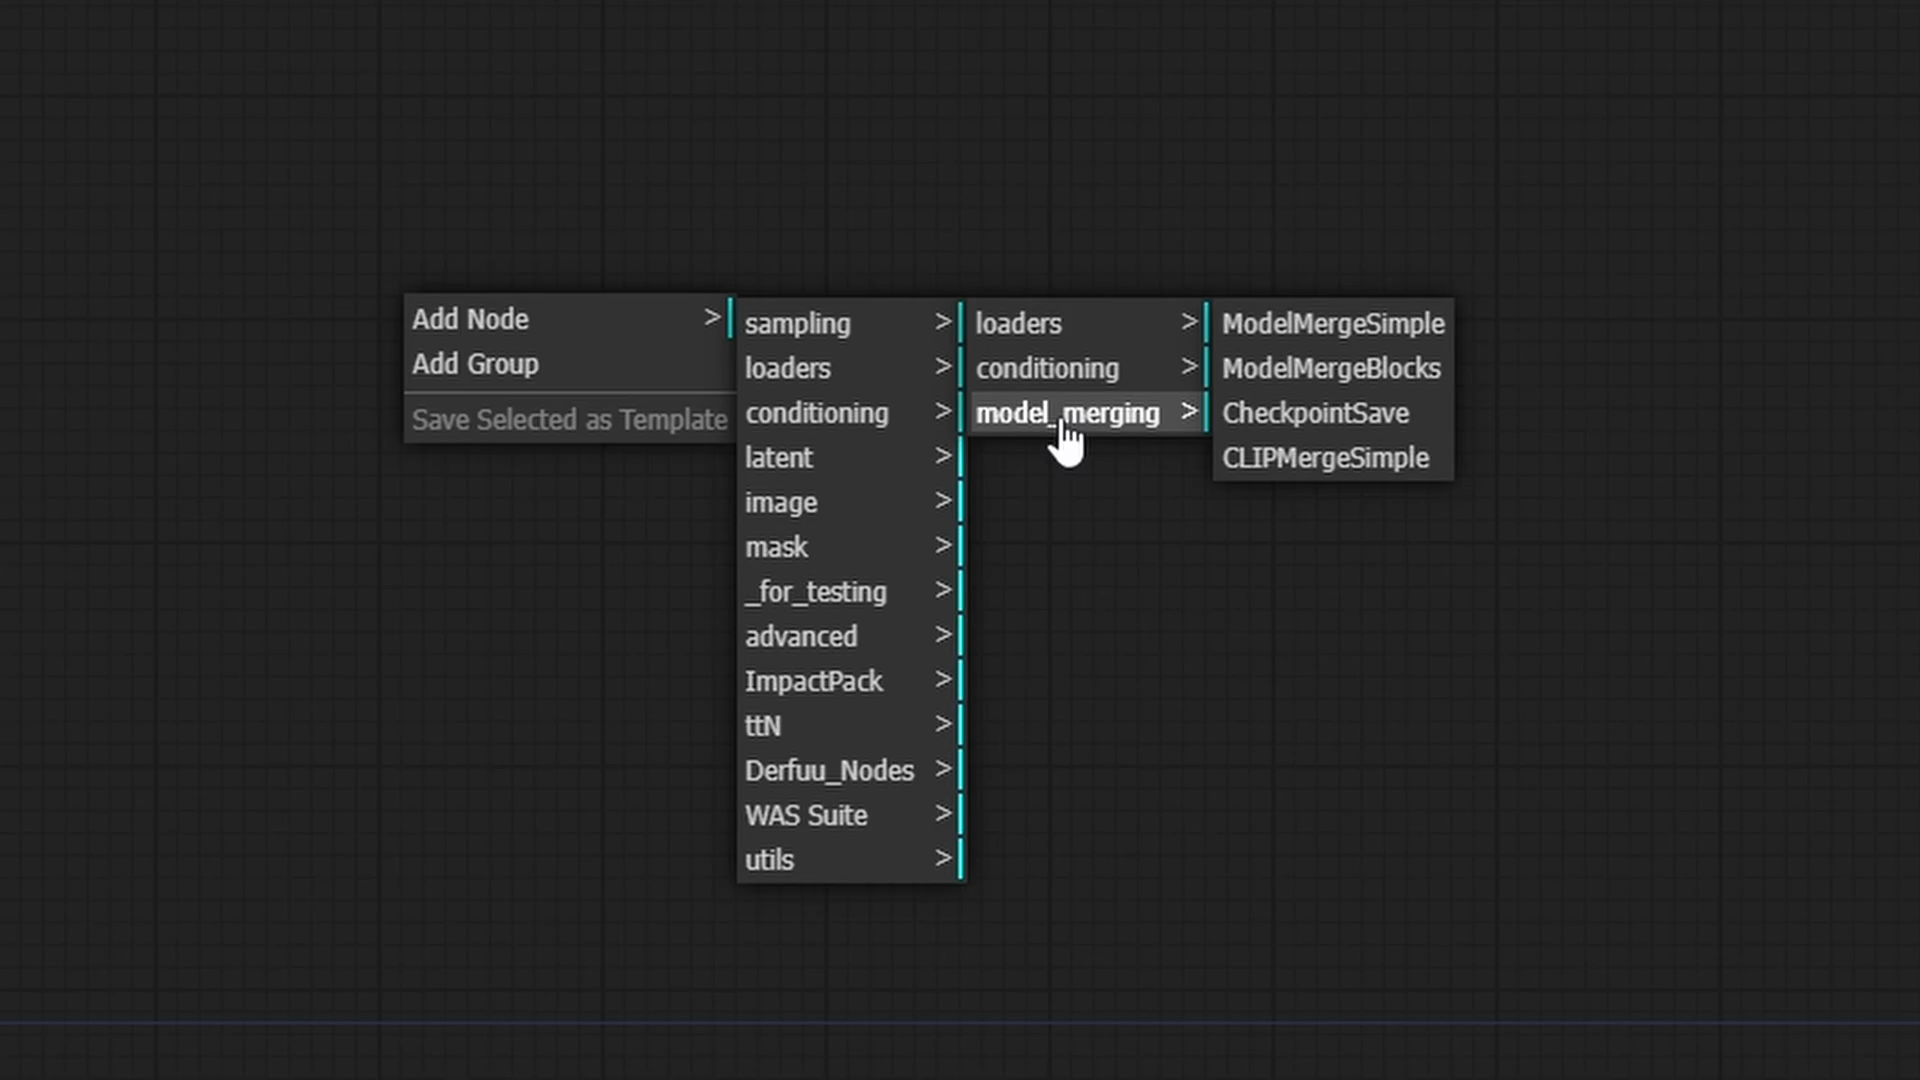 Add Node >
Add Group
Save Selected as Template
sampling >
loaders >
conditioning >
latent >
image >
mask >
_for_testing >
advanced >
ImpactPack >
ttN >
Derfuu_Nodes >
WAS Suite >
utils >
loaders >
conditioning >
model_merging >
ModelMergeSimple
ModelMergeBlocks
CheckpointSave
CLIPMergeSimple